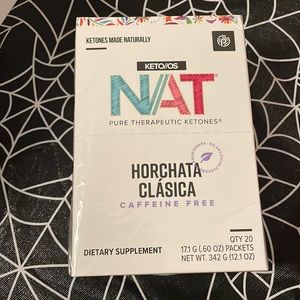 KETONES MADE NATURALLY
KETO//OS
NAT
PURE THERAPEUTIC KETONES®
HORCHATA
CLÁSICA
CAFFEINE FREE
DIETARY SUPPLEMENT
QTY 20
17.1 G (.60 OZ) PACKETS
NET WT. 342 G (12.1 OZ)